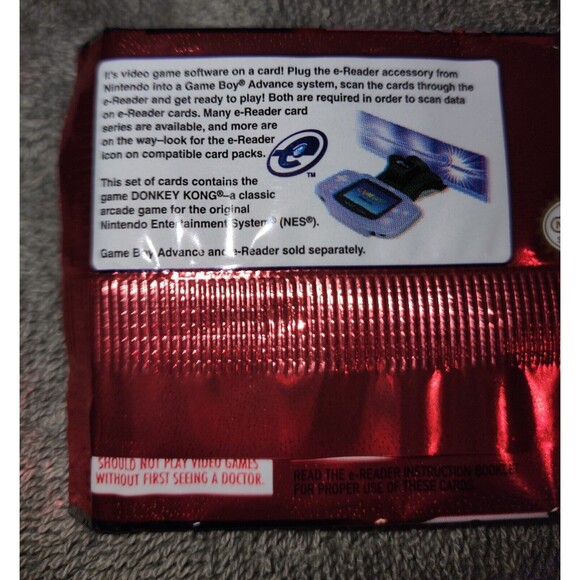 It's video game software on a card! Plug the e-Reader accessory from
Nintendo into a Game Boy® Advance system, scan the cards through the
e-Reader and get ready to play! Both are required in order to scan data
on e-Reader cards. Many e-Reader card
series are available, and more are
on the way–look for the e-Reader
icon on compatible card packs.
e
TM
This set of cards contains the
game DONKEY KONG®–a classic
arcade game for the original
Nintendo Entertainment System® (NES®).
Game Boy Advance and e-Reader sold separately.
SHOULD NOT PLAY VIDEO GAMES
WITHOUT FIRST SEEING A DOCTOR.
READ THE e-READER INSTRUCTION BOOKLET
FOR PROPER USE OF THESE CARDS